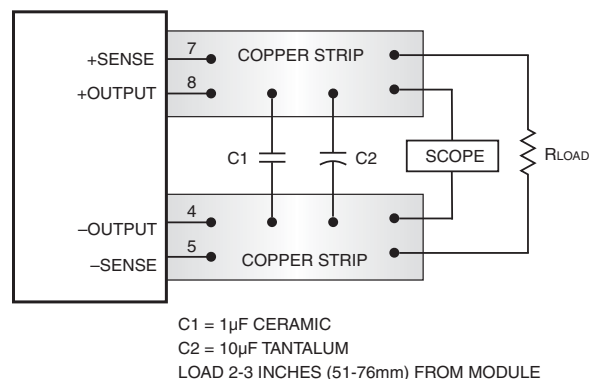 +SENSE
7
COPPER STRIP
+OUTPUT
8
C1
C2
SCOPE
RLOAD
–OUTPUT
4
–SENSE
5
COPPER STRIP
C1 = 1µF CERAMIC
C2 = 10µF TANTALUM
LOAD 2-3 INCHES (51-76mm) FROM MODULE